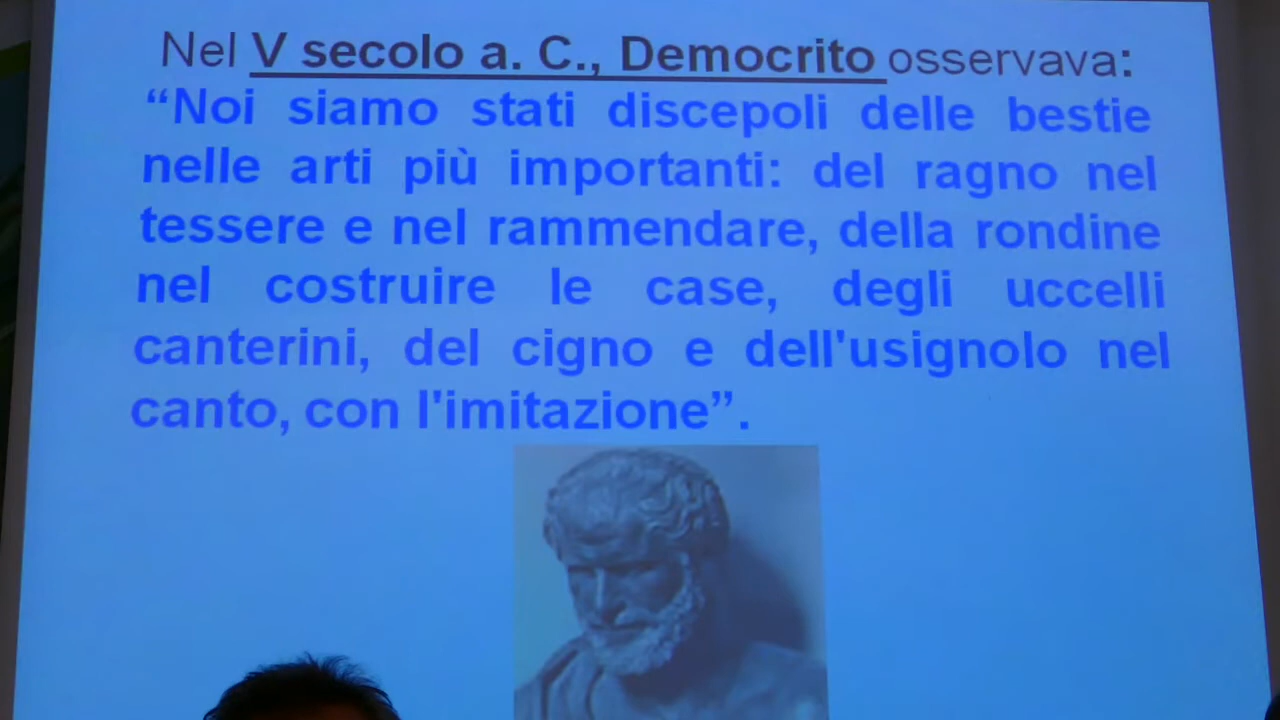 Nel V secolo a. C., Democrito osservava:
“Noi siamo stati discepoli delle bestie
nelle arti più importanti: del ragno nel
tessere e nel rammendare, della rondine
nel costruire le case, degli uccelli
canterini, del cigno e dell'usignolo nel
canto, con l'imitazione”.